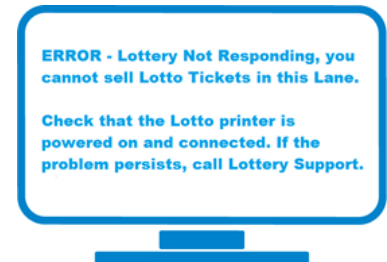 ERROR - Lottery Not Responding, you
cannot sell Lotto Tickets in this Lane.
Check that the Lotto printer is
powered on and connected. If the
problem persists, call Lottery Support.